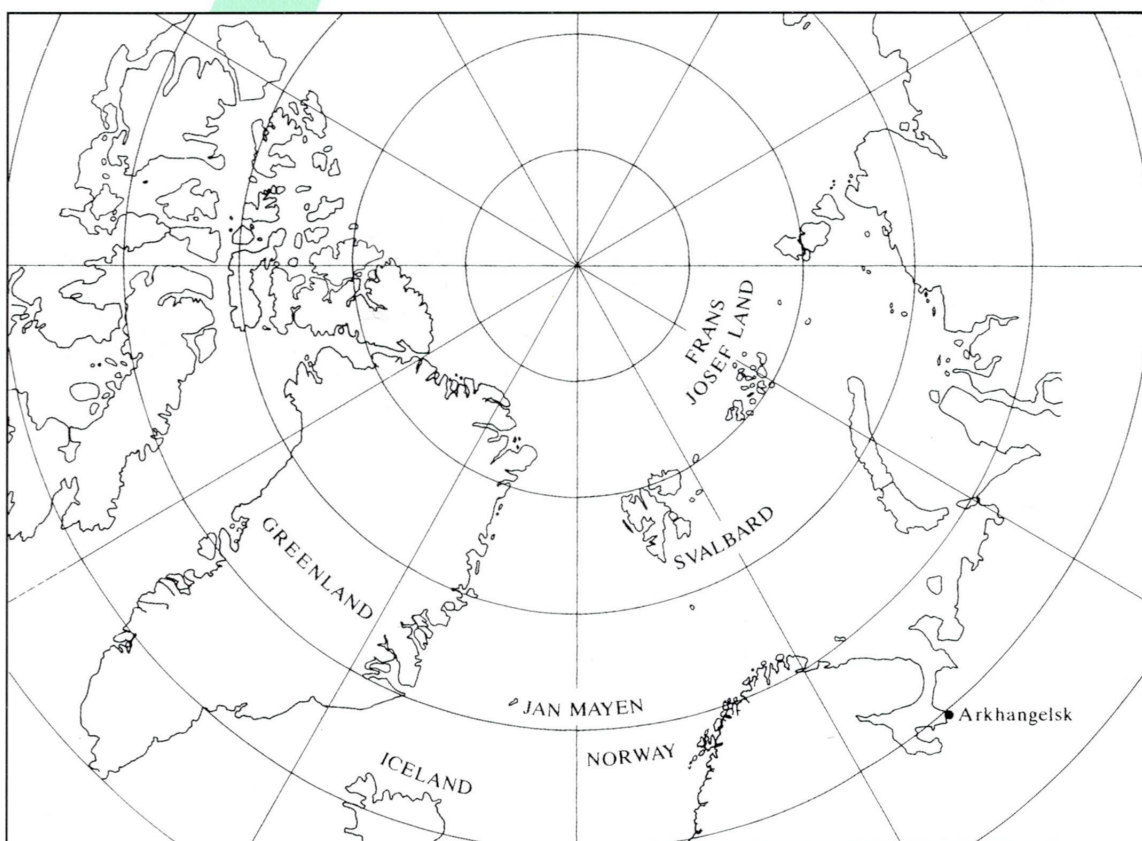 FRANS
JOSEF LAND
SVALBARD
GREENLAND
JAN MAYEN
NORWAY
ICELAND
Arkhangelsk